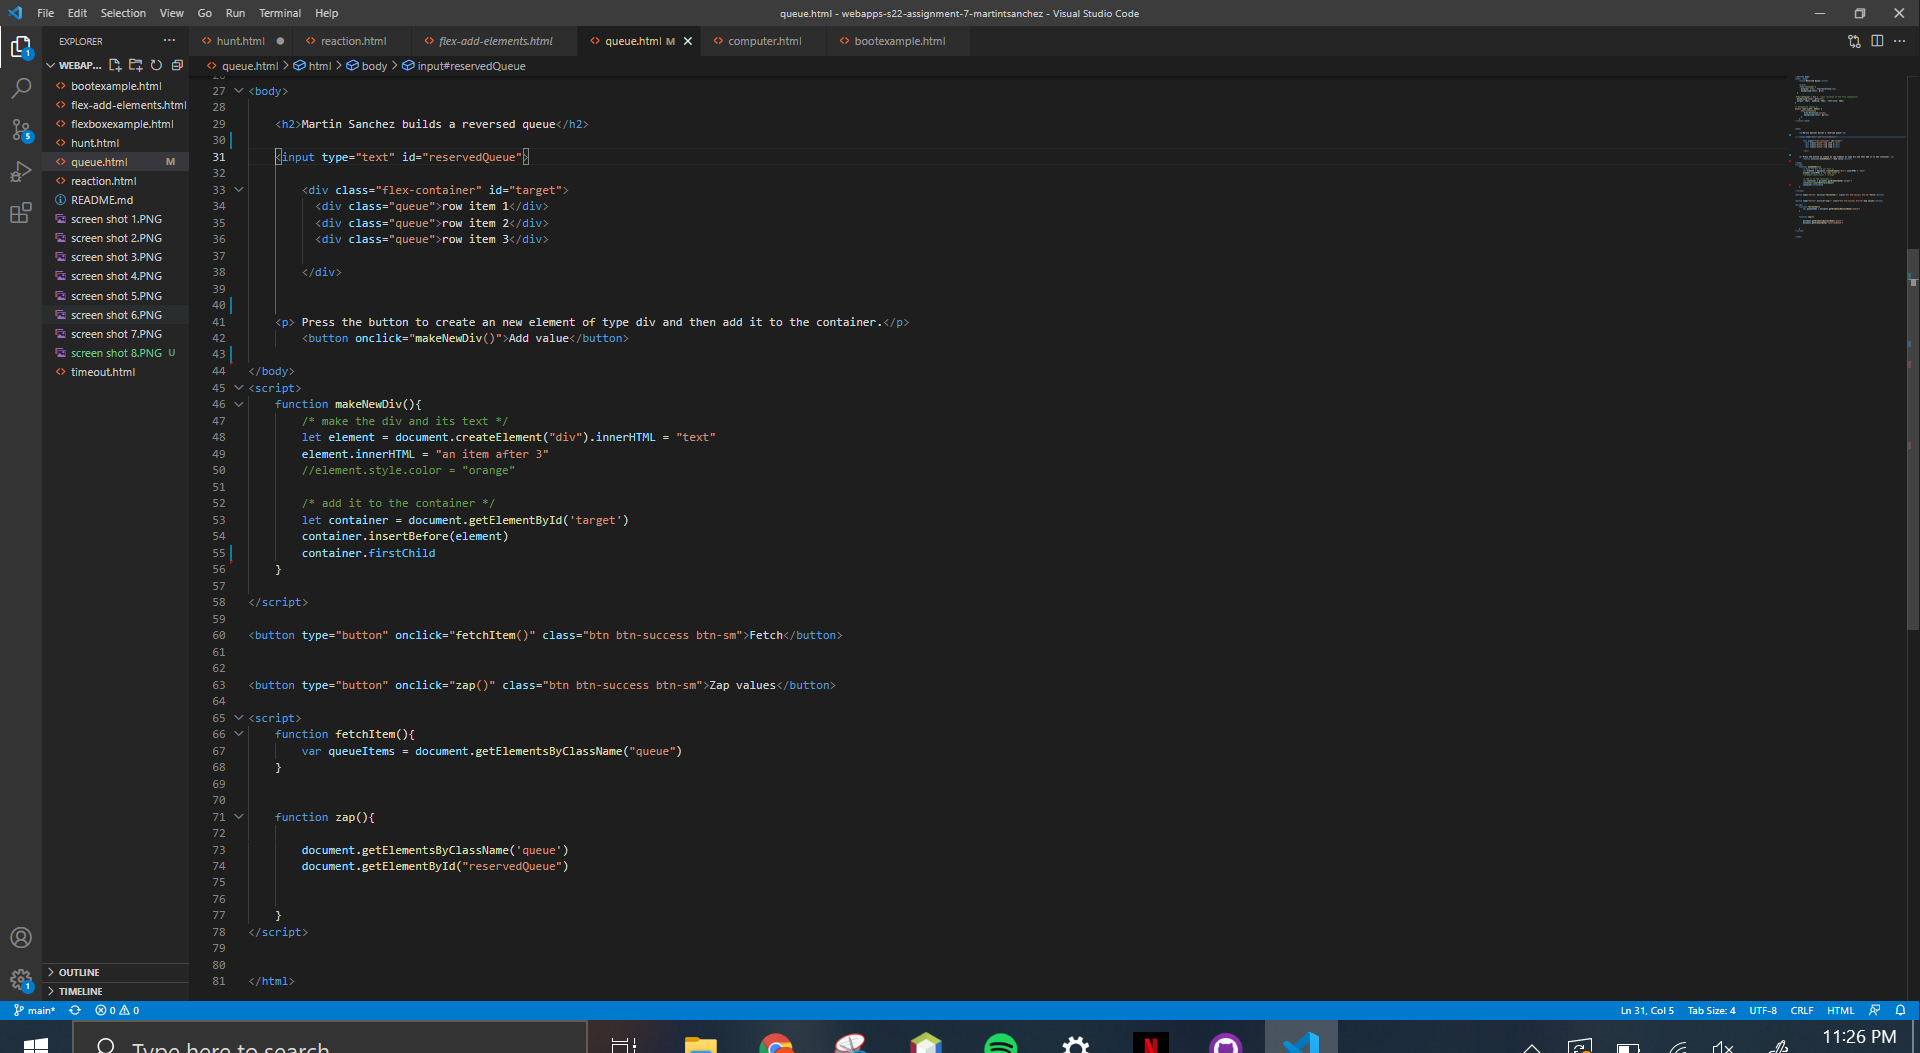 File Edit Selection View Go Run Terminal Help
queue.html - webapps-s22-assignment-7-martintsanchez - Visual Studio Code
EXPLORER
hunt.html
reaction.html
flex-add-elements.html
queue.html M
computer.html
bootexample.html
WEBAP...
queue.html > html > body > input#reservedQueue
bootexample.html
flex-add-elements.html
flexboxexample.html
hunt.html
queue.html M
reaction.html
README.md
screen shot 1.PNG
screen shot 2.PNG
screen shot 3.PNG
screen shot 4.PNG
screen shot 5.PNG
screen shot 6.PNG
screen shot 7.PNG
screen shot 8.PNG U
timeout.html
OUTLINE
TIMELINE
1
5
1
27 <body>
28
29 <h2>Martin Sanchez builds a reversed queue</h2>
30
31 <input type="text" id="reservedQueue">
32
33 <div class="flex-container" id="target">
34 <div class="queue">row item 1</div>
35 <div class="queue">row item 2</div>
36 <div class="queue">row item 3</div>
37
38 </div>
39
40
41 <p> Press the button to create an new element of type div and then add it to the container.</p>
42 <button onclick="makeNewDiv()">Add value</button>
43
44 </body>
45 <script>
46 function makeNewDiv(){
47 /* make the div and its text */
48 let element = document.createElement("div").innerHTML = "text"
49 element.innerHTML = "an item after 3"
50 //element.style.color = "orange"
51
52 /* add it to the container */
53 let container = document.getElementById('target')
54 container.insertBefore(element)
55 container.firstChild
56 }
57
58 </script>
59
60 <button type="button" onclick="fetchItem()" class="btn btn-success btn-sm">Fetch</button>
61
62
63 <button type="button" onclick="zap()" class="btn btn-success btn-sm">Zap values</button>
64
65 <script>
66 function fetchItem(){
67 var queueItems = document.getElementsByClassName("queue")
68 }
69
70
71 function zap(){
72
73 document.getElementsByClassName('queue')
74 document.getElementById("reservedQueue")
75
76
77 }
78 </script>
79
80
81 </html>
main* 0 0
Ln 31, Col 5 Tab Size: 4 UTF-8 CRLF HTML
Type here to search
11:26 PM